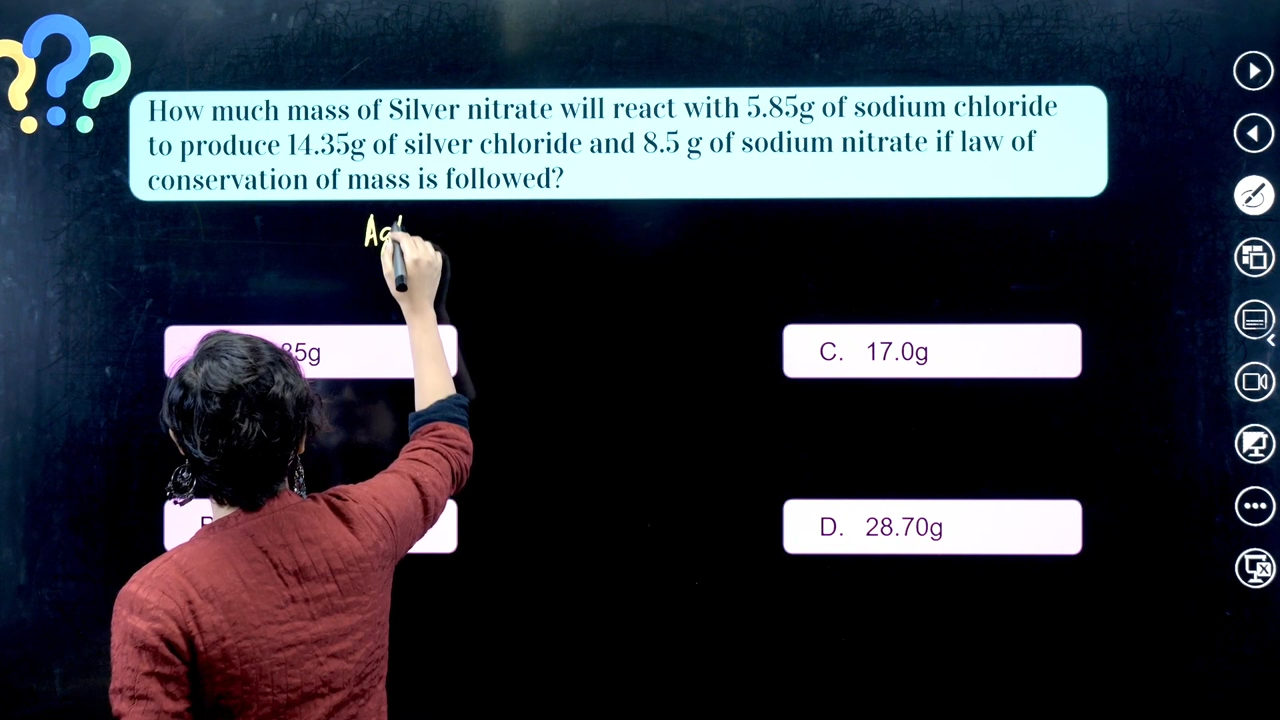 How much mass of Silver nitrate will react with 5.85g of sodium chloride
to produce 14.35g of silver chloride and 8.5 g of sodium nitrate if law of
conservation of mass is followed?
C. 17.0g
D. 28.70g